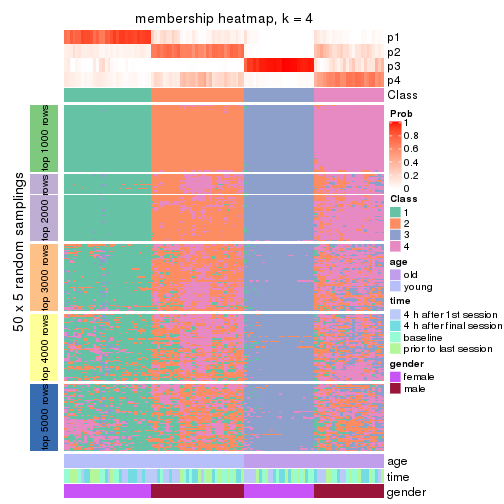 membership heatmap, k = 4
p1
p2
p3
p4
Class
50 x 5 random samplings
top 1000 rows
top 2000 rows
top 3000 rows
top 4000 rows
top 5000 rows
age
time
gender
Prob
1
0.8
0.6
0.4
0.2
0
Class
1
2
3
4
age
old
young
time
4 h after 1st session
4 h after final session
baseline
prior to last session
gender
female
male